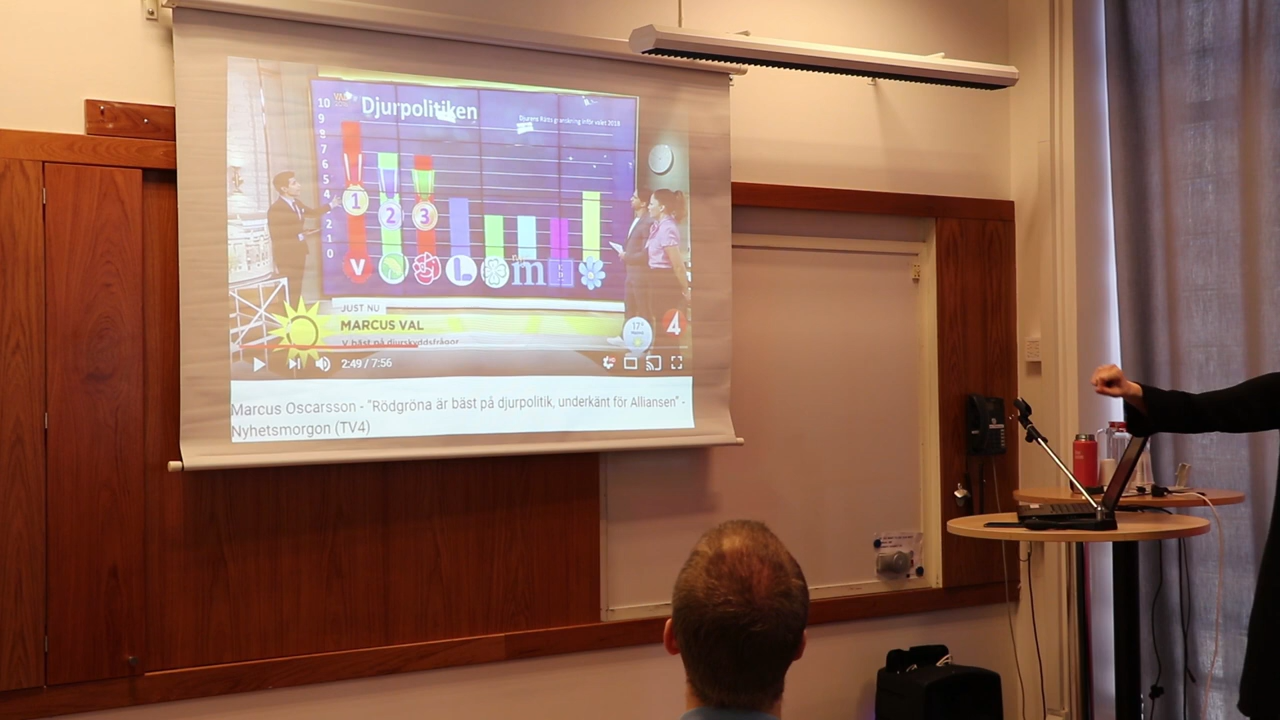 Djurpolitiken
Djurens Rätts granskning inför valet 2018
10
9
8
7
6
5
4
2
1
0
1
2
3
V
L
m
JUST NU
MARCUS VAL
V bäst på djurskyddsfrågor
17°
4
2:49 / 7:56
Marcus Oscarsson - "Rödgröna är bäst på djurpolitik, underkänt för Alliansen" -
Nyhetsmorgon (TV4)